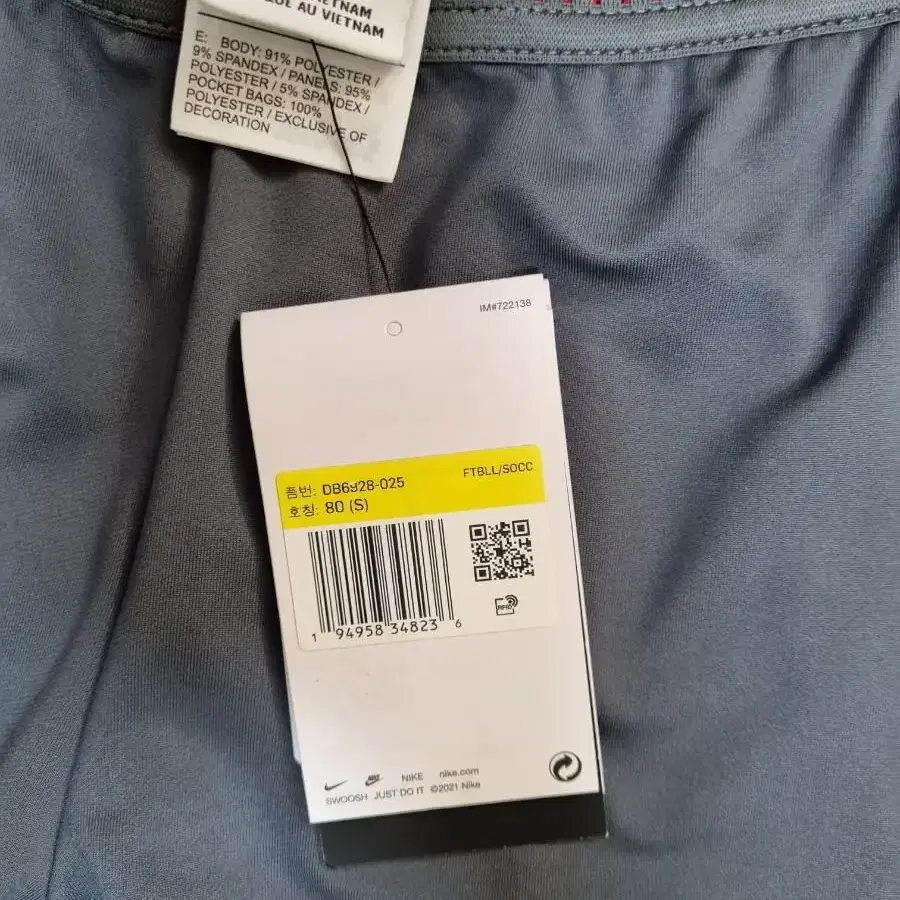 VIETNAM
QUE AU VIETNAM
E: BODY: 91% POLYESTER /
9% SPANDEX / PANELS: 95%
POLYESTER / 5% SPANDEX /
POCKET BAGS: 100%
POLYESTER / EXCLUSIVE OF
DECORATION
IM#722138
품번: DB6928-025
FTBLL/SOCC
호칭: 80 (S)
RFID
1 94958 34823 6
NIKE nike.com
SWOOSH JUST DO IT ©2021 Nike